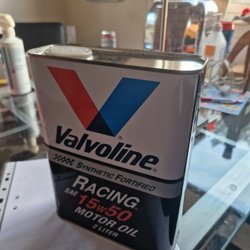 Valvoline
SYNTHETIC FORTIFIED
RACING
SAE 15W50
MOTOR OIL
2 LITER